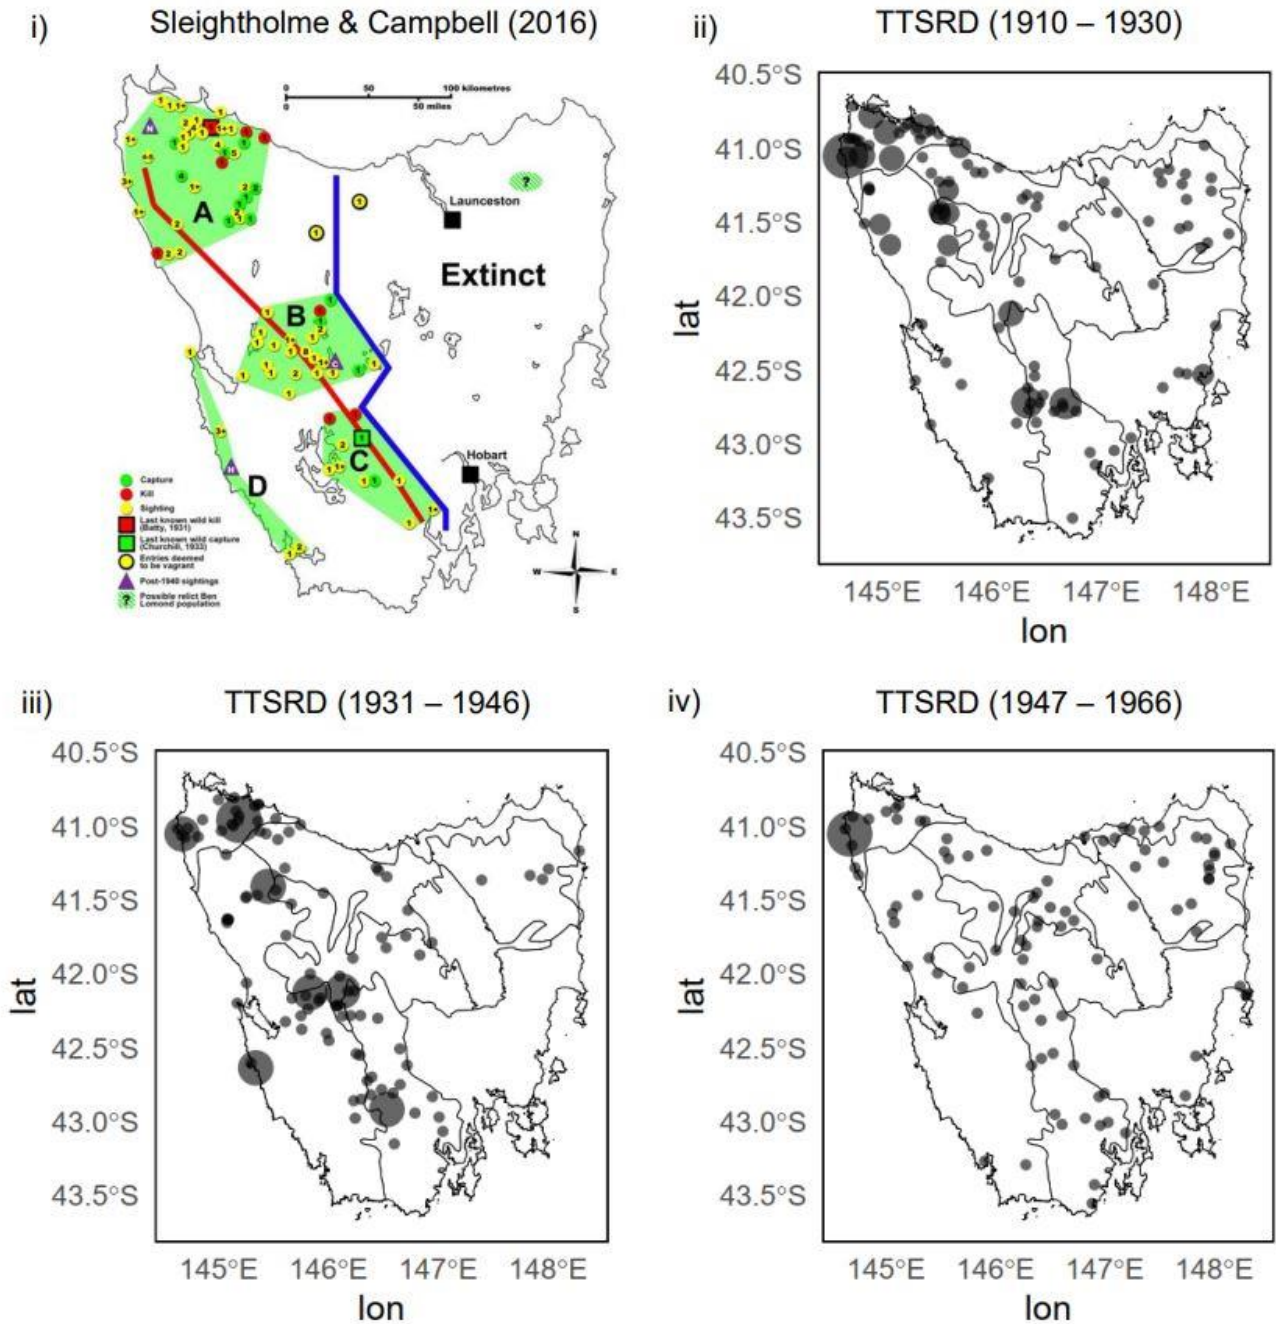 i)
Sleightholme & Campbell (2016)
0 50 100 kilometres
0 50 miles
N
A
?
Launceston
Extinct
B
C
Hobart
D
H
Capture
Kill
Sighting
Last known wild kill
(Batty, 1931)
Last known wild capture
(Churchill, 1933)
Entries deemed
to be vagrant
Post-1940 sightings
? Possible relict Ben
Lomond population
N
W E
S
ii)
TTSRD (1910 – 1930)
40.5°S
41.0°S
41.5°S
42.0°S
42.5°S
43.0°S
43.5°S
lat
145°E 146°E 147°E 148°E
lon
iii)
TTSRD (1931 – 1946)
40.5°S
41.0°S
41.5°S
42.0°S
42.5°S
43.0°S
43.5°S
lat
145°E 146°E 147°E 148°E
lon
iv)
TTSRD (1947 – 1966)
40.5°S
41.0°S
41.5°S
42.0°S
42.5°S
43.0°S
43.5°S
lat
145°E 146°E 147°E 148°E
lon